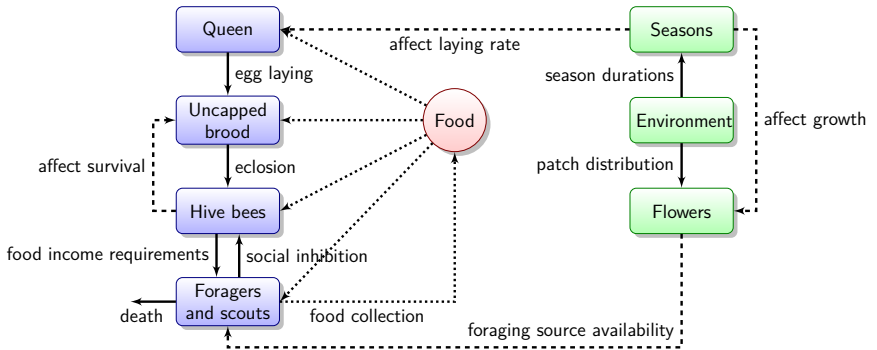 Queen
Seasons
affect laying rate
egg laying
season durations
Uncapped
brood
Food
Environment
affect growth
affect survival
eclosion
patch distribution
Hive bees
Flowers
food income requirements
social inhibition
Foragers
and scouts
death
food collection
foraging source availability